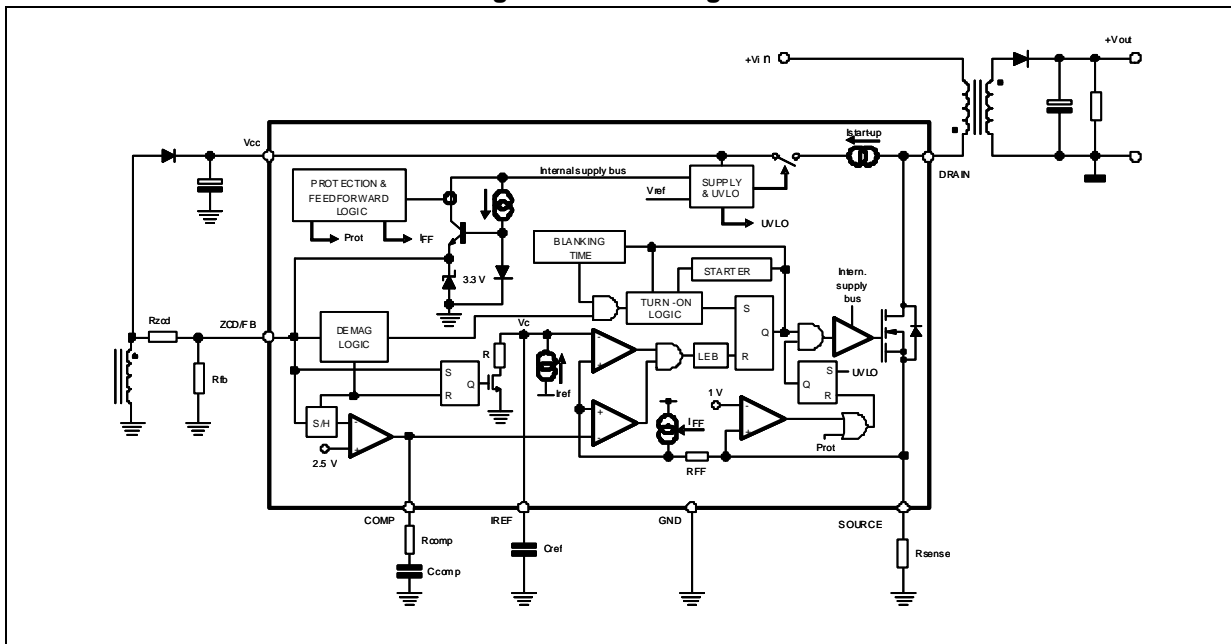 +Vin
+Vout
Vcc
Istart-up
DRAIN
Internal supply bus
PROTECTION &
FEEDFORWARD
LOGIC
SUPPLY
& UVLO
Vref
UVLO
Prot
IFF
BLANKING
TIME
STARTER
3.3 V
Intern.
supply
bus
TURN-ON
LOGIC
Rzcd
ZCD/FB
Vc
DEMAG
LOGIC
R
S
Q
R
LEB
Rfb
S
Q
R
Iref
-
+
S
Q
R
UVLO
1 V
S/H
-
+
2.5 V
+
-
IFF
-
+
Prot
RFF
COMP
IREF
GND
SOURCE
Rcomp
Cref
Rsense
Ccomp